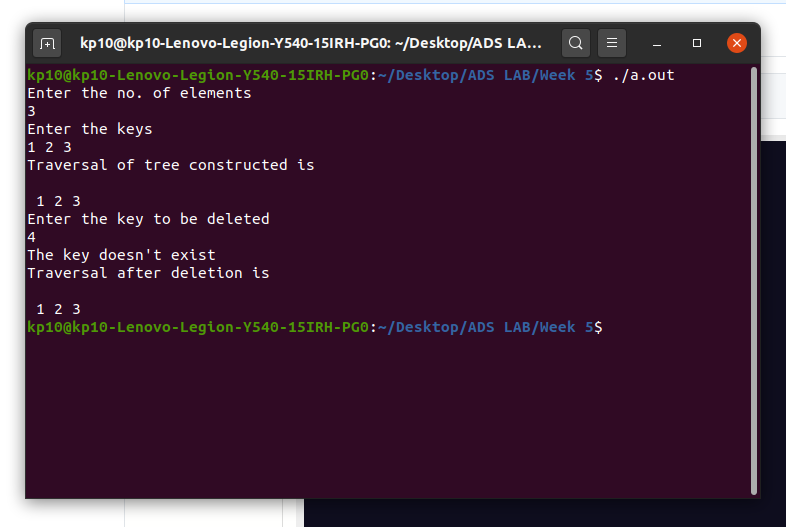 kp10@kp10-Lenovo-Legion-Y540-15IRH-PG0: ~/Desktop/ADS LA...
kp10@kp10-Lenovo-Legion-Y540-15IRH-PG0:~/Desktop/ADS LAB/Week 5$ ./a.out
Enter the no. of elements
3
Enter the keys
1 2 3
Traversal of tree constructed is
1 2 3
Enter the key to be deleted
4
The key doesn't exist
Traversal after deletion is
1 2 3
kp10@kp10-Lenovo-Legion-Y540-15IRH-PG0:~/Desktop/ADS LAB/Week 5$